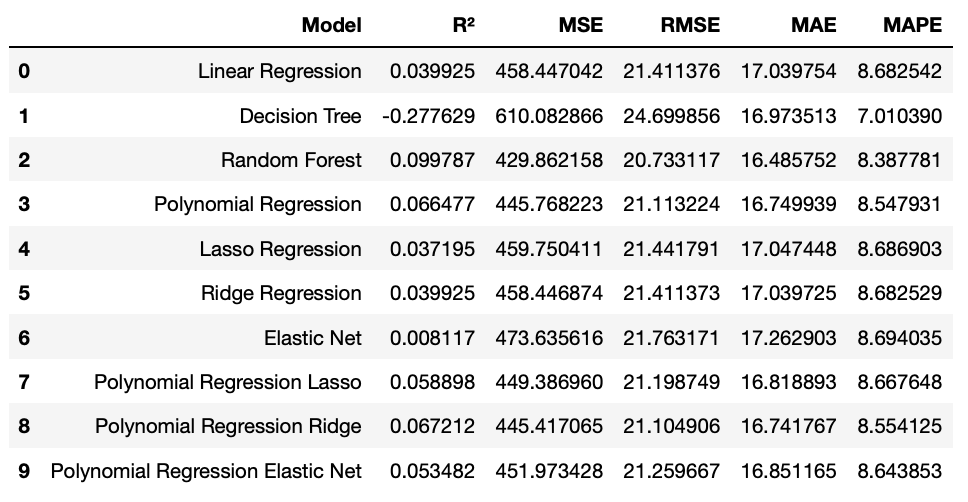 Model R² MSE RMSE MAE MAPE
0 Linear Regression 0.039925 458.447042 21.411376 17.039754 8.682542
1 Decision Tree -0.277629 610.082866 24.699856 16.973513 7.010390
2 Random Forest 0.099787 429.862158 20.733117 16.485752 8.387781
3 Polynomial Regression 0.066477 445.768223 21.113224 16.749939 8.547931
4 Lasso Regression 0.037195 459.750411 21.441791 17.047448 8.686903
5 Ridge Regression 0.039925 458.446874 21.411373 17.039725 8.682529
6 Elastic Net 0.008117 473.635616 21.763171 17.262903 8.694035
7 Polynomial Regression Lasso 0.058898 449.386960 21.198749 16.818893 8.667648
8 Polynomial Regression Ridge 0.067212 445.417065 21.104906 16.741767 8.554125
9 Polynomial Regression Elastic Net 0.053482 451.973428 21.259667 16.851165 8.643853